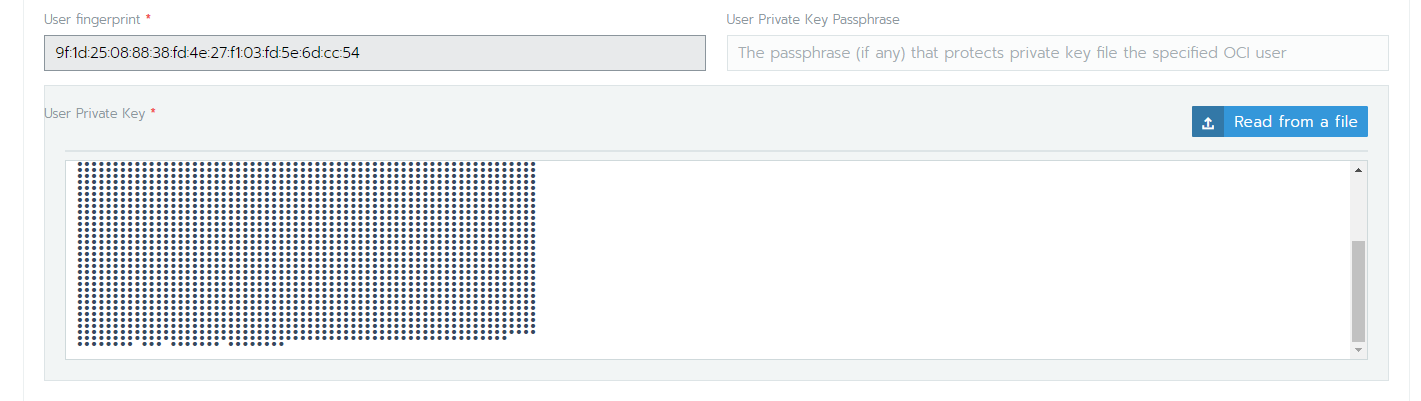 User fingerprint *
User Private Key Passphrase
9f:1d:25:08:88:38:fd:4e:27:f1:03:fd:5e:6d:cc:54
The passphrase (if any) that protects private key file the specified OCI user
User Private Key *
Read from a file